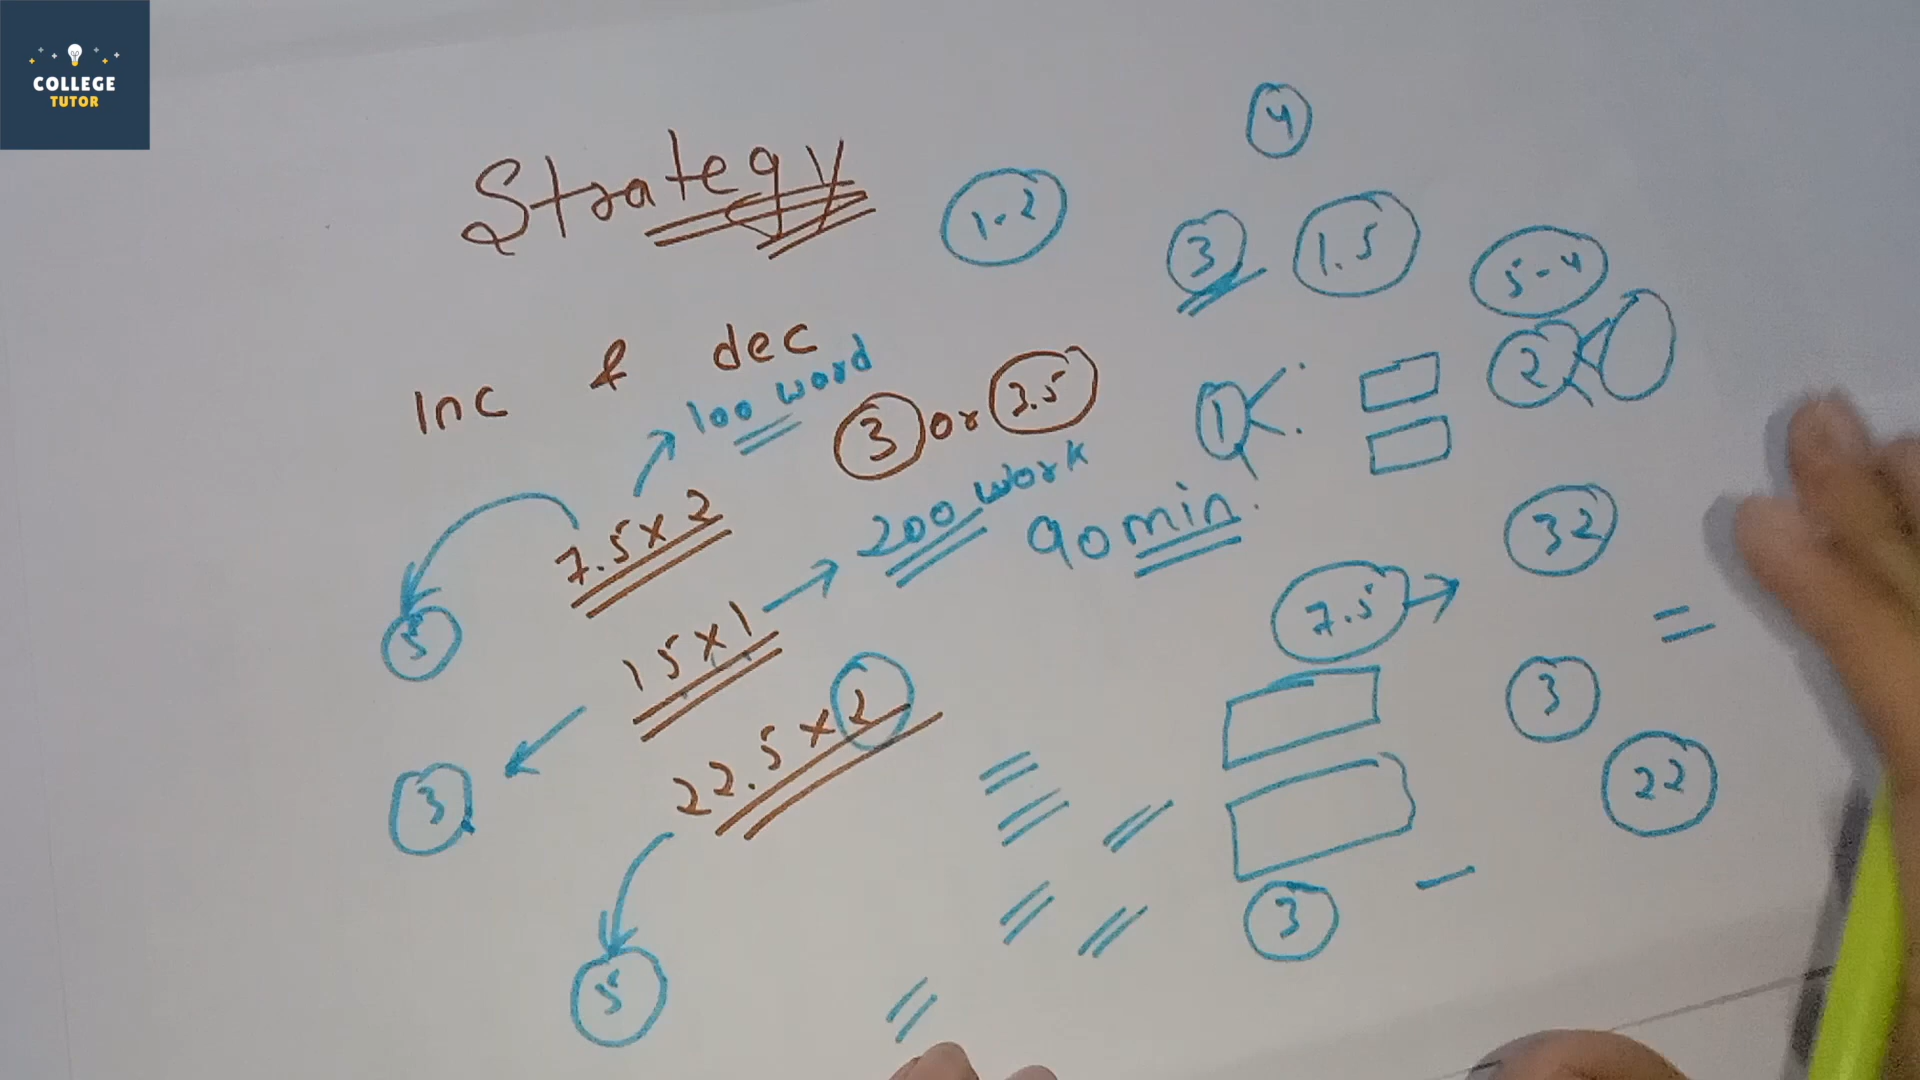 COLLEGE
TUTOR
Strategy
Inc & dec
100 word
3 or 3.5
7.5 x 2
200 work
90 min.
15 x 1
22.5 x 2
5
3
5
4
1-2
3
1.5
5-4
1
2
32
7.5
3
22
3